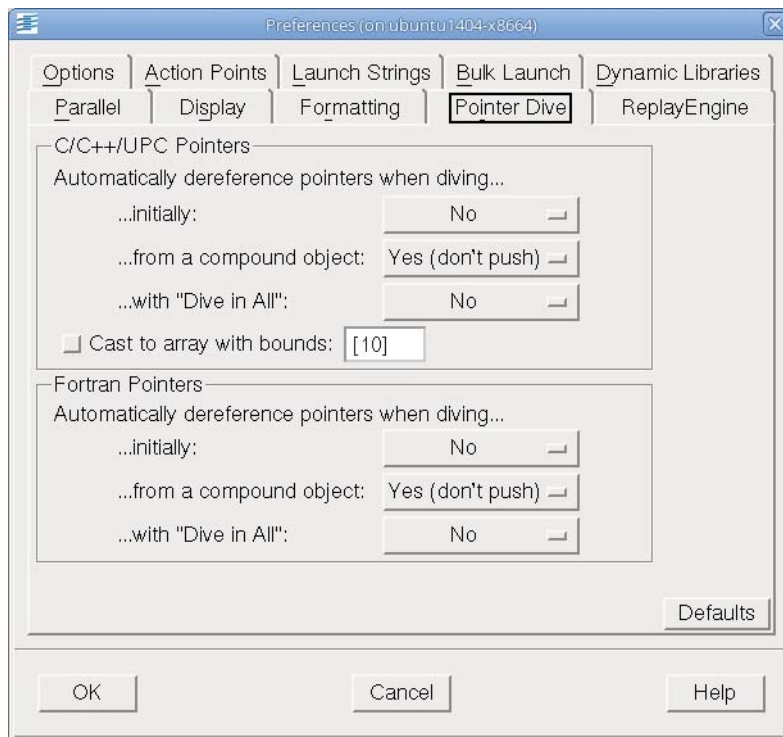 Preferences (on ubuntu1404-x8664)
Options Action Points Launch Strings Bulk Launch Dynamic Libraries
Parallel Display Formatting Pointer Dive ReplayEngine
C/C++/UPC Pointers
Automatically dereference pointers when diving...
...initially: No
...from a compound object: Yes (don't push)
...with "Dive in All": No
Cast to array with bounds: [10]
Fortran Pointers
Automatically dereference pointers when diving...
...initially: No
...from a compound object: Yes (don't push)
...with "Dive in All": No
Defaults
OK Cancel Help